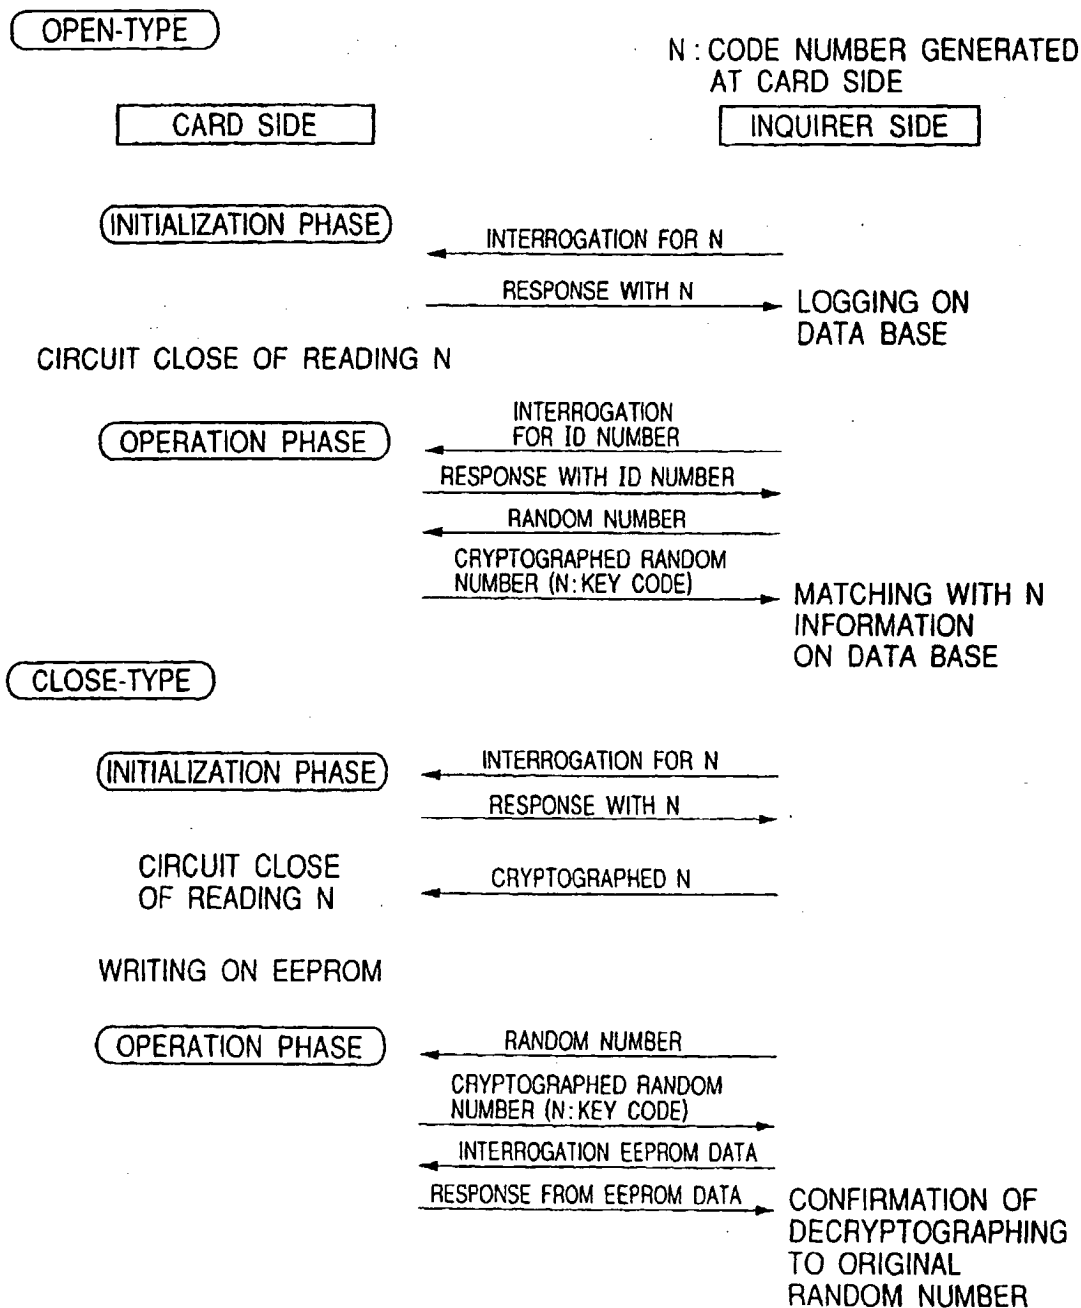 OPEN-TYPE
N : CODE NUMBER GENERATED
AT CARD SIDE
CARD SIDE
INQUIRER SIDE
INITIALIZATION PHASE
INTERROGATION FOR N
RESPONSE WITH N
LOGGING ON
DATA BASE
CIRCUIT CLOSE OF READING N
OPERATION PHASE
INTERROGATION
FOR ID NUMBER
RESPONSE WITH ID NUMBER
RANDOM NUMBER
CRYPTOGRAPHED RANDOM
NUMBER (N:KEY CODE)
MATCHING WITH N
INFORMATION
ON DATA BASE
CLOSE-TYPE
INITIALIZATION PHASE
INTERROGATION FOR N
RESPONSE WITH N
CIRCUIT CLOSE
OF READING N
CRYPTOGRAPHED N
WRITING ON EEPROM
OPERATION PHASE
RANDOM NUMBER
CRYPTOGRAPHED RANDOM
NUMBER (N:KEY CODE)
INTERROGATION EEPROM DATA
RESPONSE FROM EEPROM DATA
CONFIRMATION OF
DECRYPTOGRAPHING
TO ORIGINAL
RANDOM NUMBER